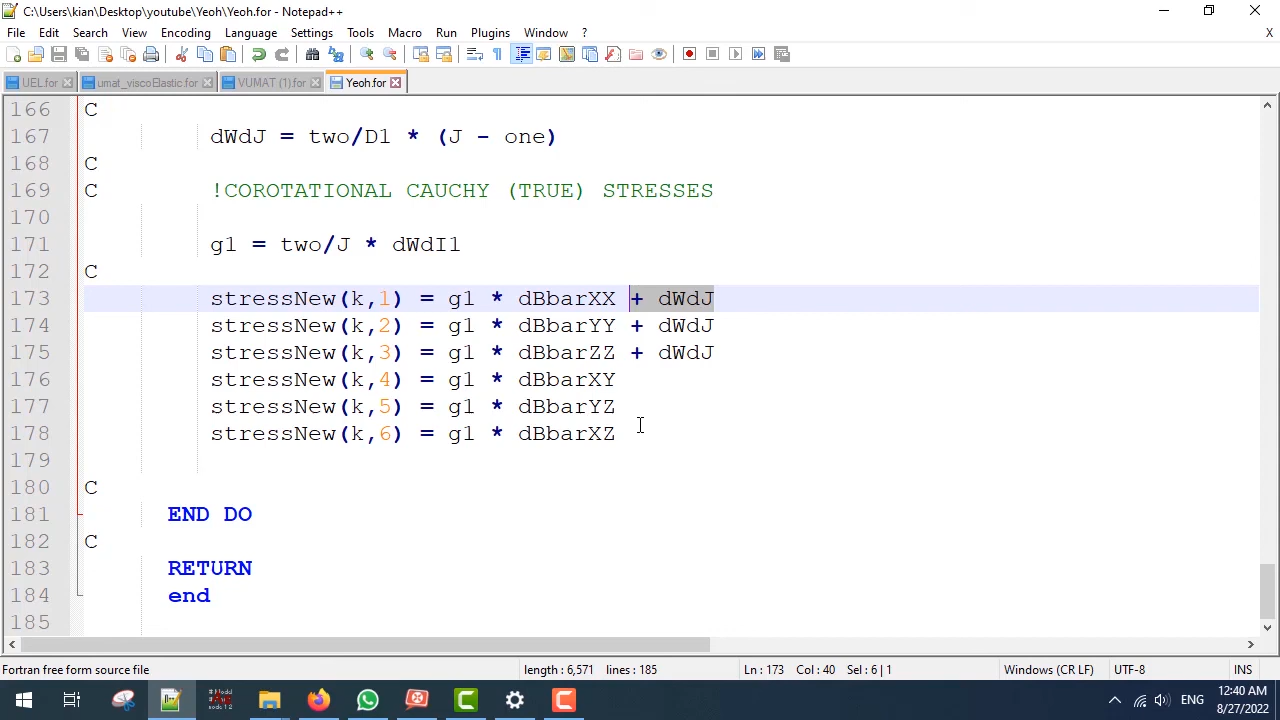 C:\Users\kian\Desktop\youtube\Yeoh\Yeoh.for - Notepad++
File Edit Search View Encoding Language Settings Tools Macro Run Plugins Window ? X
UEL.for umat_viscoElastic.for VUMAT (1).for Yeoh.for
166 C
167 dWdJ = two/D1 * (J - one)
168 C
169 C !COROTATIONAL CAUCHY (TRUE) STRESSES
170
171 g1 = two/J * dWdI1
172 C
173 stressNew(k,1) = g1 * dBbarXX + dWdJ
174 stressNew(k,2) = g1 * dBbarYY + dWdJ
175 stressNew(k,3) = g1 * dBbarZZ + dWdJ
176 stressNew(k,4) = g1 * dBbarXY
177 stressNew(k,5) = g1 * dBbarYZ
178 stressNew(k,6) = g1 * dBbarXZ
179
180 C
181 END DO
182 C
183 RETURN
184 end
185
Fortran free form source file length : 6,571 lines : 185 Ln : 173 Col : 40 Sel : 6 | 1 Windows (CR LF) UTF-8 INS
ENG 12:40 AM
8/27/2022